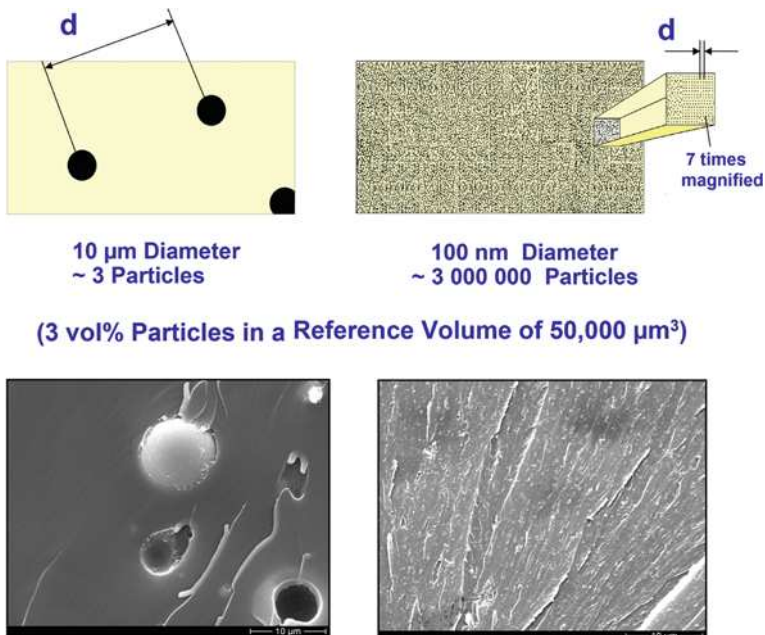 d
d
7 times
magnified
10 µm Diameter
~ 3 Particles
100 nm Diameter
~ 3 000 000 Particles
(3 vol% Particles in a Reference Volume of 50,000 µm³)
10 µm